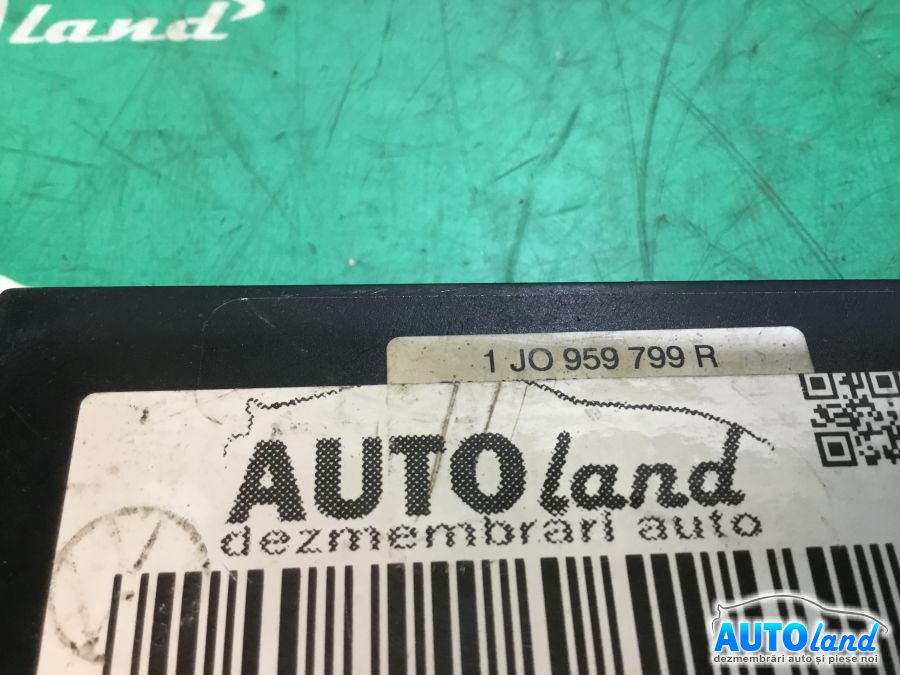 land
1 JO 959 799 R
AUTOland
dezmembrari auto
AUTOland
dezmembrări auto și piese noi